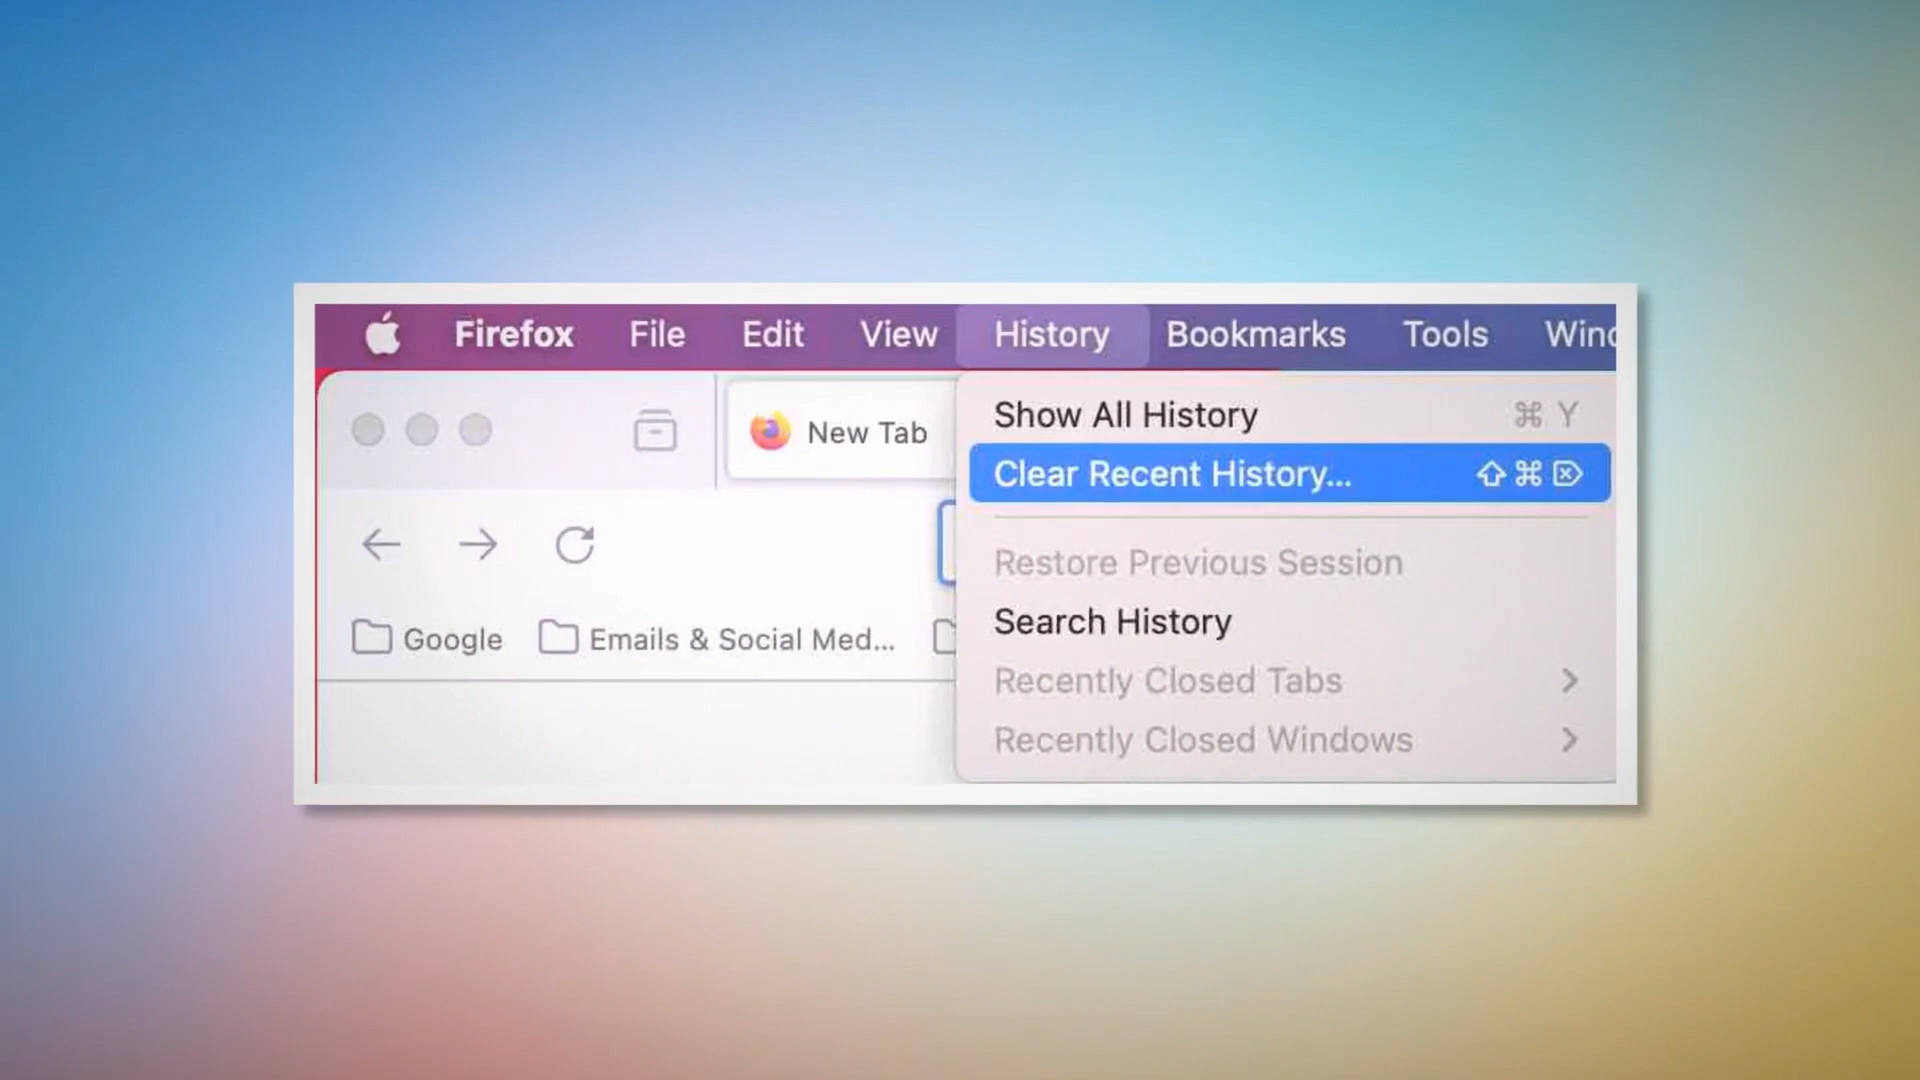 Firefox File Edit View History Bookmarks Tools Wind
New Tab
Show All History ⌘ Y
Clear Recent History... ⇧ ⌘ ⌦
Restore Previous Session
Search History
Google Emails & Social Med...
Recently Closed Tabs
Recently Closed Windows